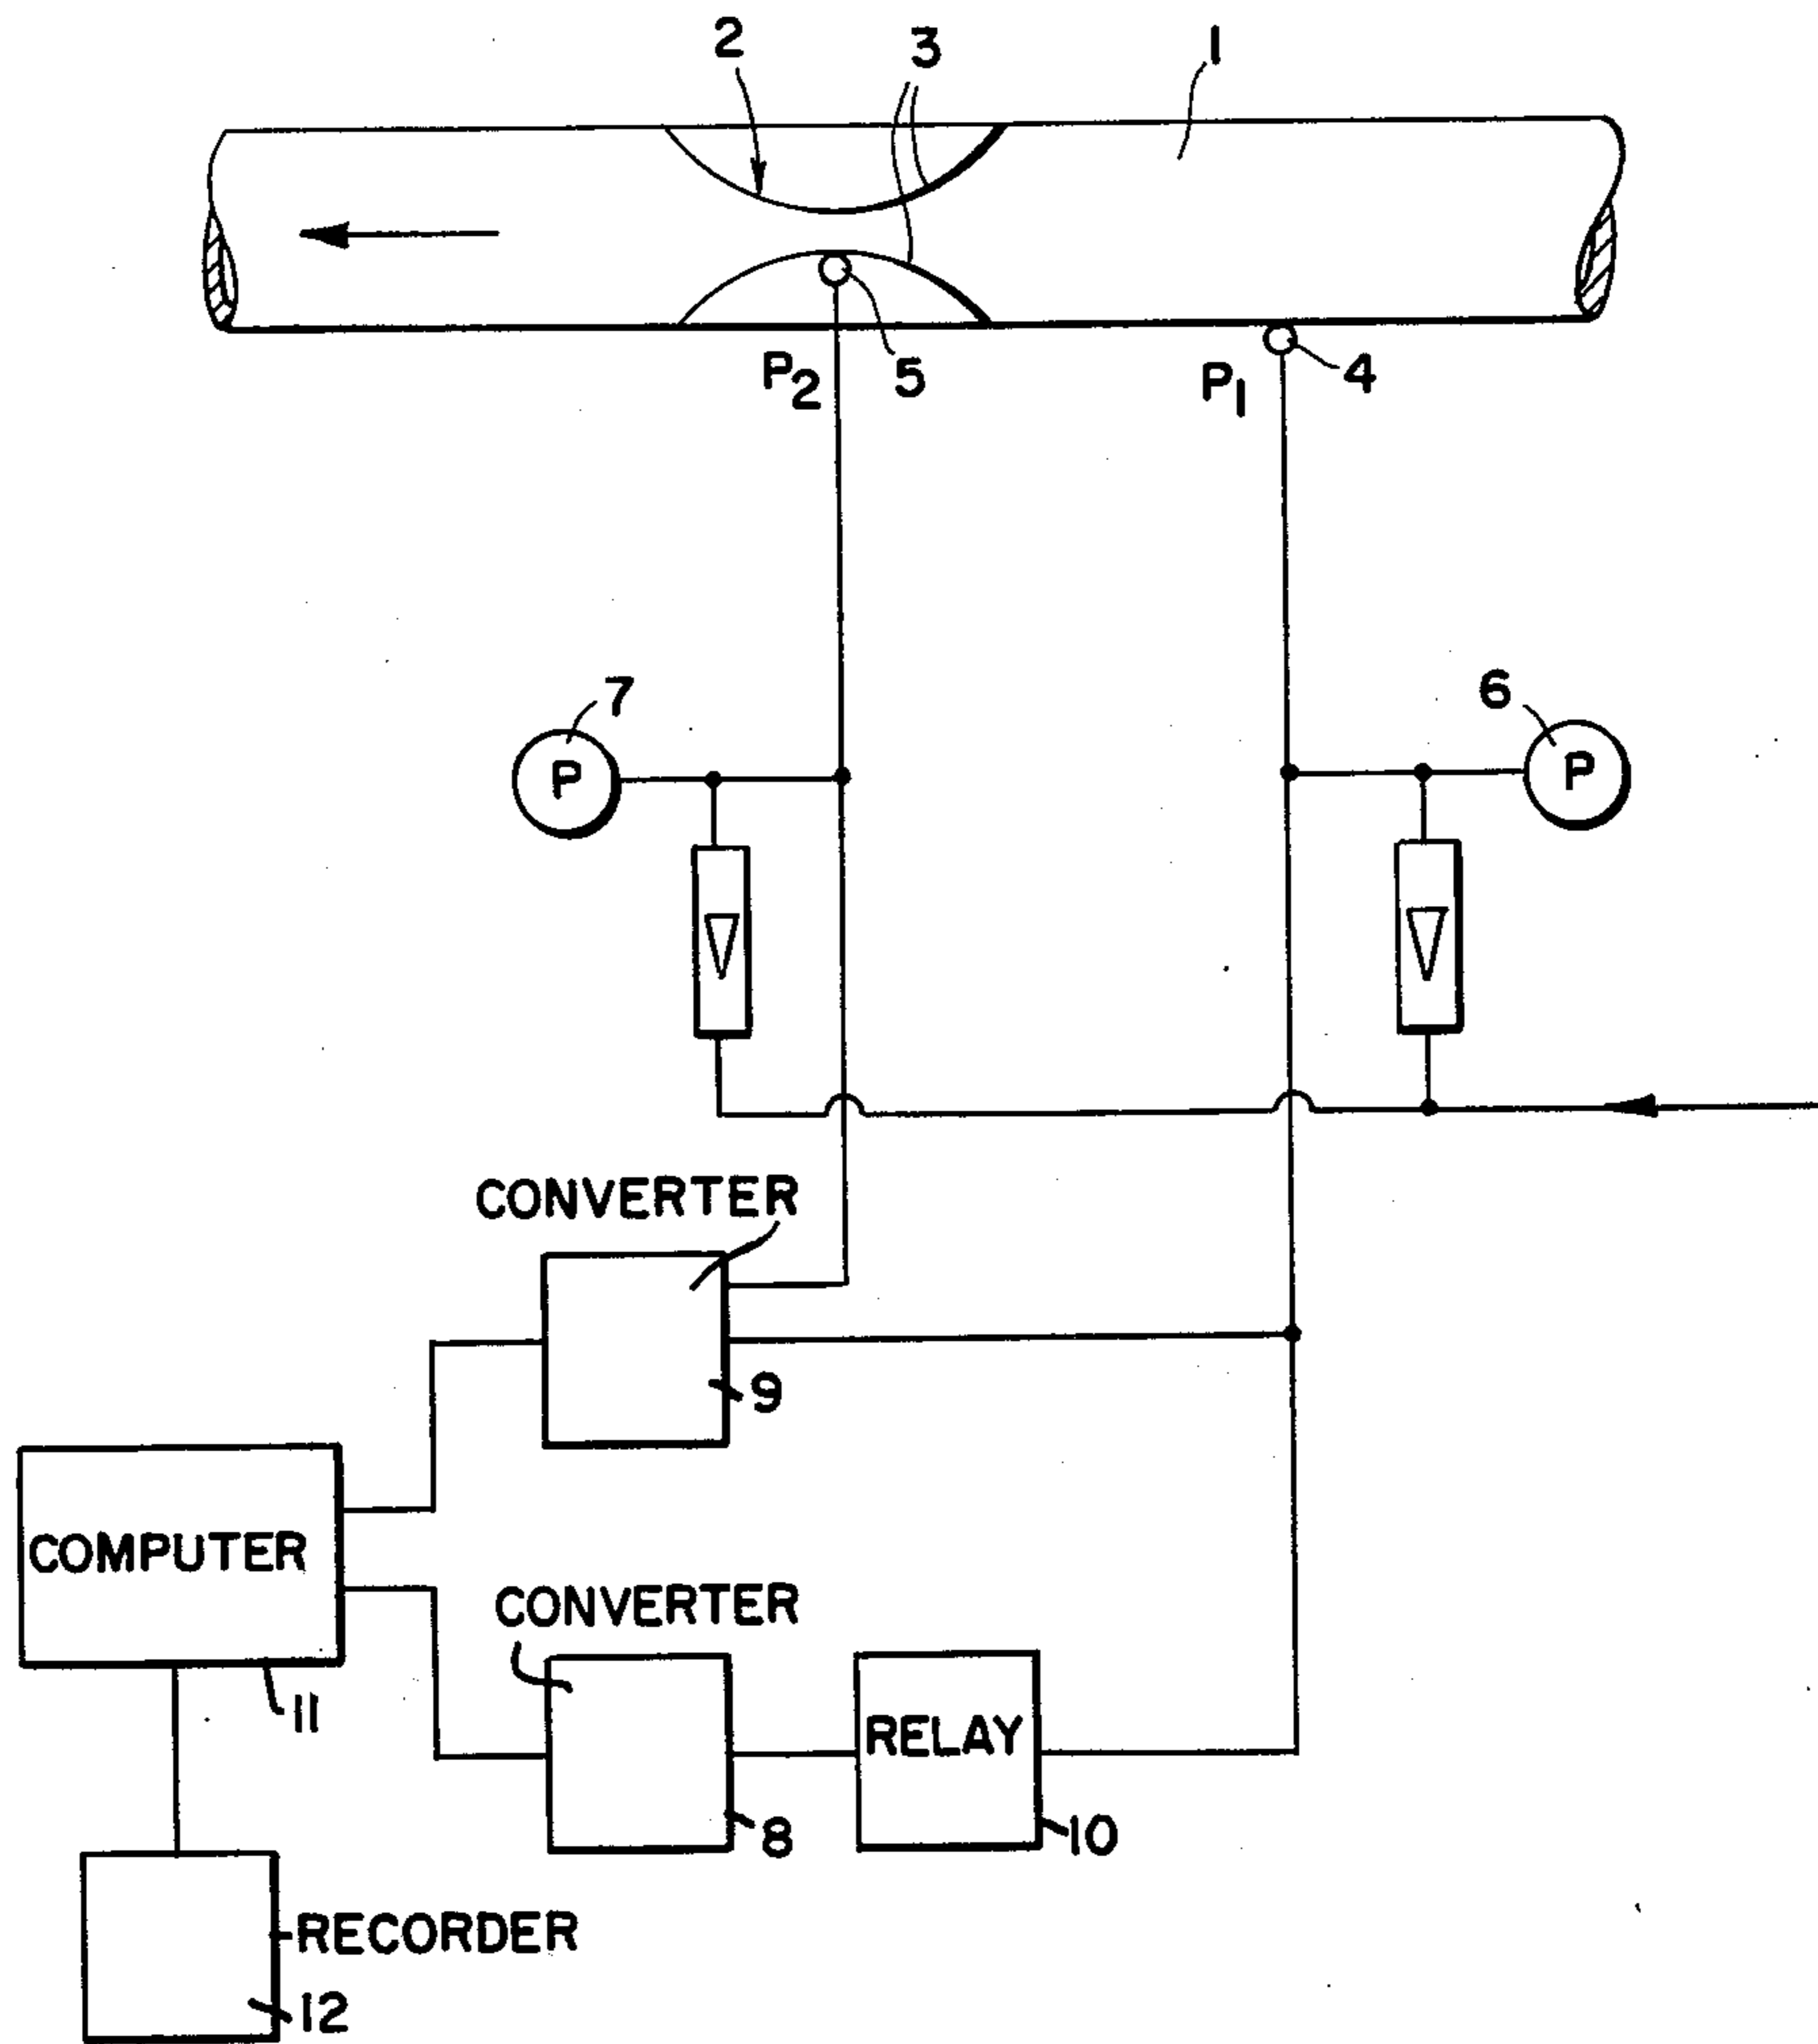 2
3
1
P2
5
P1
4
7
6
P
P
CONVERTER
9
COMPUTER
CONVERTER
11
RELAY
8
10
RECORDER
12